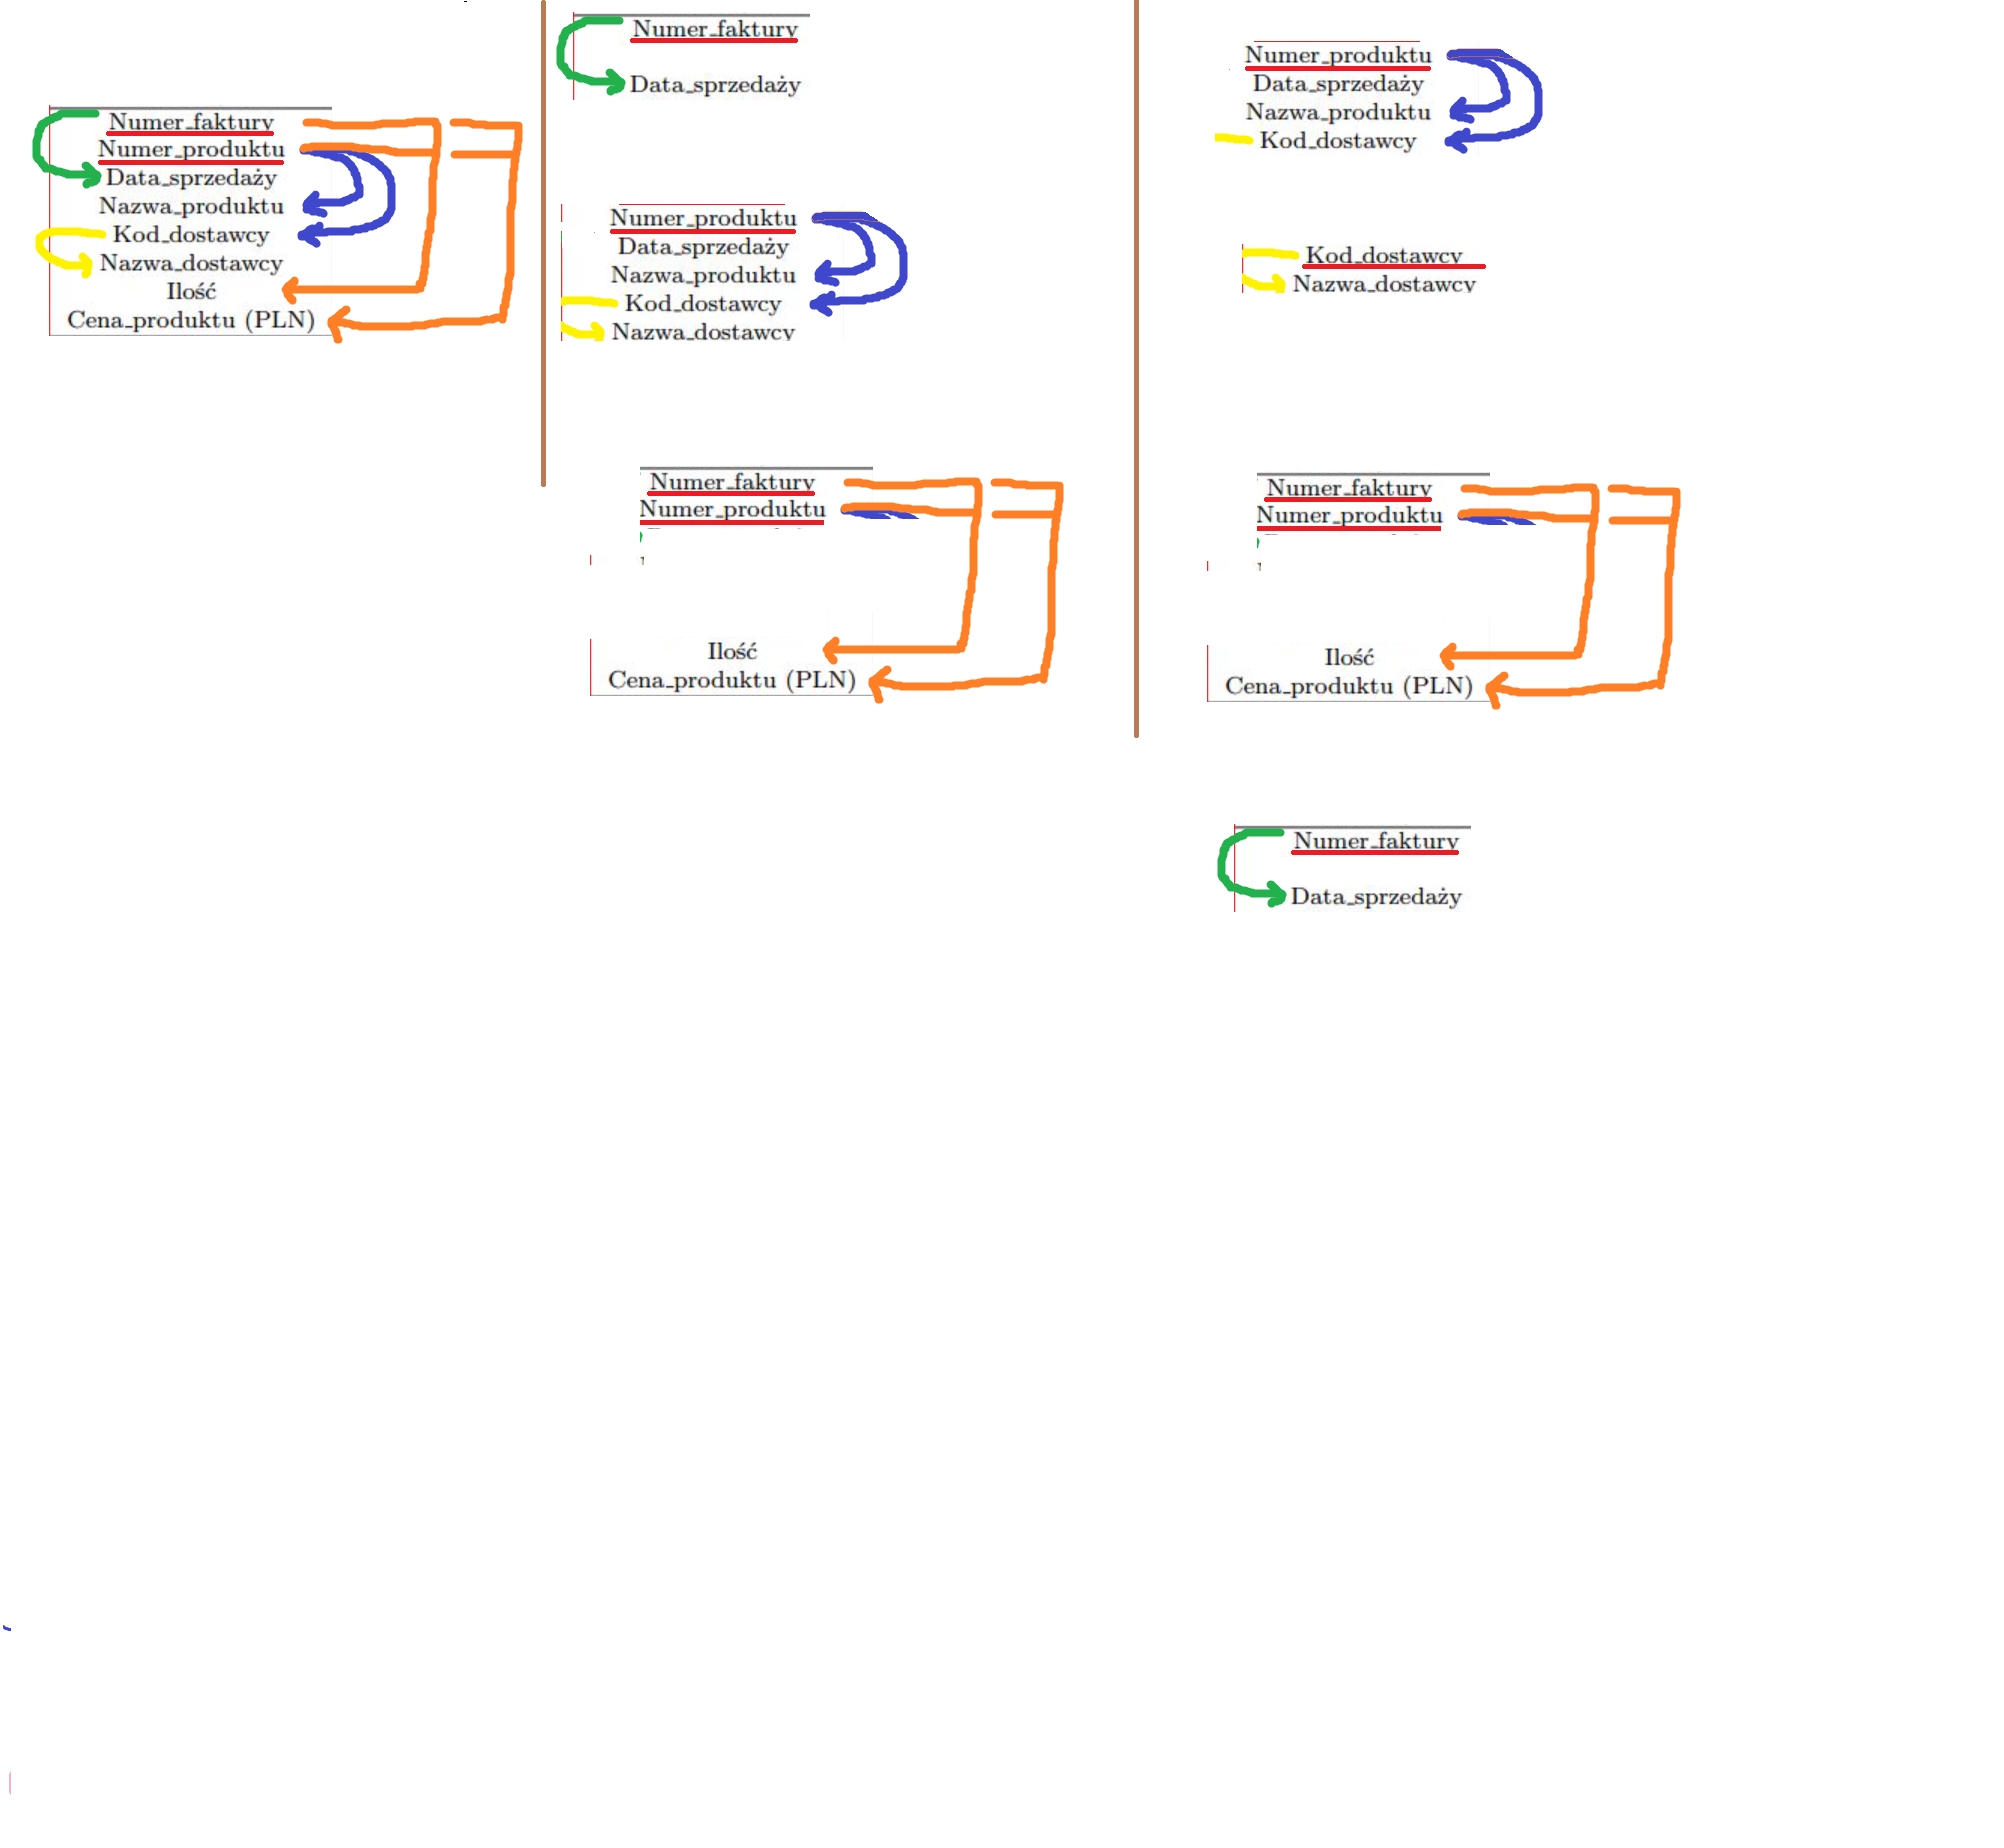 Numer_faktury
Numer_produktu
Data_sprzedaży
Nazwa_produktu
Kod_dostawcy
Nazwa_dostawcy
Ilość
Cena_produktu (PLN)
Numer_faktury
Data_sprzedaży
Numer_produktu
Data_sprzedaży
Nazwa_produktu
Kod_dostawcy
Nazwa_dostawcy
Numer_faktury
Numer_produktu
Ilość
Cena_produktu (PLN)
Numer_produktu
Data_sprzedaży
Nazwa_produktu
Kod_dostawcy
Kod_dostawcy
Nazwa_dostawcy
Numer_faktury
Numer_produktu
Ilość
Cena_produktu (PLN)
Numer_faktury
Data_sprzedaży